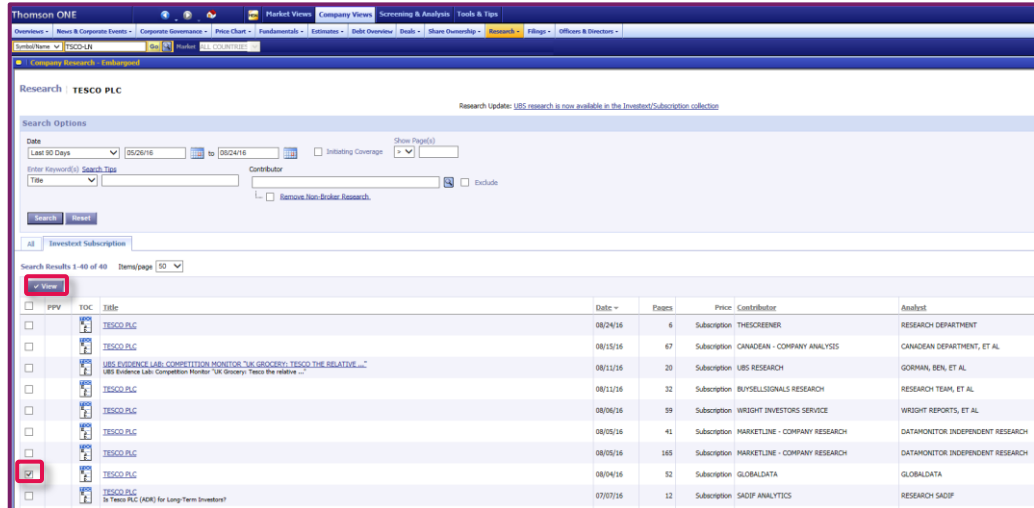 Thomson ONE NEW Market Views Company Views Screening & Analysis Tools & Tips
Overviews - News & Corporate Events - Corporate Governance - Price Chart - Fundamentals - Estimates - Debt Overview Deals - Share Ownership - Research - Filings - Officers & Directors -
Symbol/Name TSCO-LN Go Market ALL COUNTRIES
Company Research - Embargoed
Research | TESCO PLC
Research Update: UBS research is now available in the Investext/Subscription collection
Search Options
Date Show Page(s)
Last 90 Days 05/26/16 to 08/24/16 Initiating Coverage >
Enter Keyword(s) Search Tips Contributor
Title Exclude
Remove Non-Broker Research.
Search Reset
All Investext Subscription
Search Results 1-40 of 40 Items/page 50
View
PPV TOC Title Date Pages Price Contributor Analyst
TESCO PLC 08/24/16 6 Subscription THESCREENER RESEARCH DEPARTMENT
TESCO PLC 08/15/16 67 Subscription CANADEAN - COMPANY ANALYSIS CANADEAN DEPARTMENT, ET AL
UBS EVIDENCE LAB: COMPETITION MONITOR "UK GROCERY: TESCO THE RELATIVE ..." 08/11/16 20 Subscription UBS RESEARCH GORMAN, BEN, ET AL
UBS Evidence Lab: Competition Monitor "UK Grocery: Tesco the relative ..."
TESCO PLC 08/11/16 32 Subscription BUYSELLSIGNALS RESEARCH RESEARCH TEAM, ET AL
TESCO PLC 08/06/16 59 Subscription WRIGHT INVESTORS SERVICE WRIGHT REPORTS, ET AL
TESCO PLC 08/05/16 41 Subscription MARKETLINE - COMPANY RESEARCH DATAMONITOR INDEPENDENT RESEARCH
TESCO PLC 08/05/16 165 Subscription MARKETLINE - COMPANY RESEARCH DATAMONITOR INDEPENDENT RESEARCH
TESCO PLC 08/04/16 52 Subscription GLOBALDATA GLOBALDATA
TESCO PLC 07/07/16 12 Subscription SADIF ANALYTICS RESEARCH SADIF
Is Tesco PLC (ADR) for Long-Term Investors?